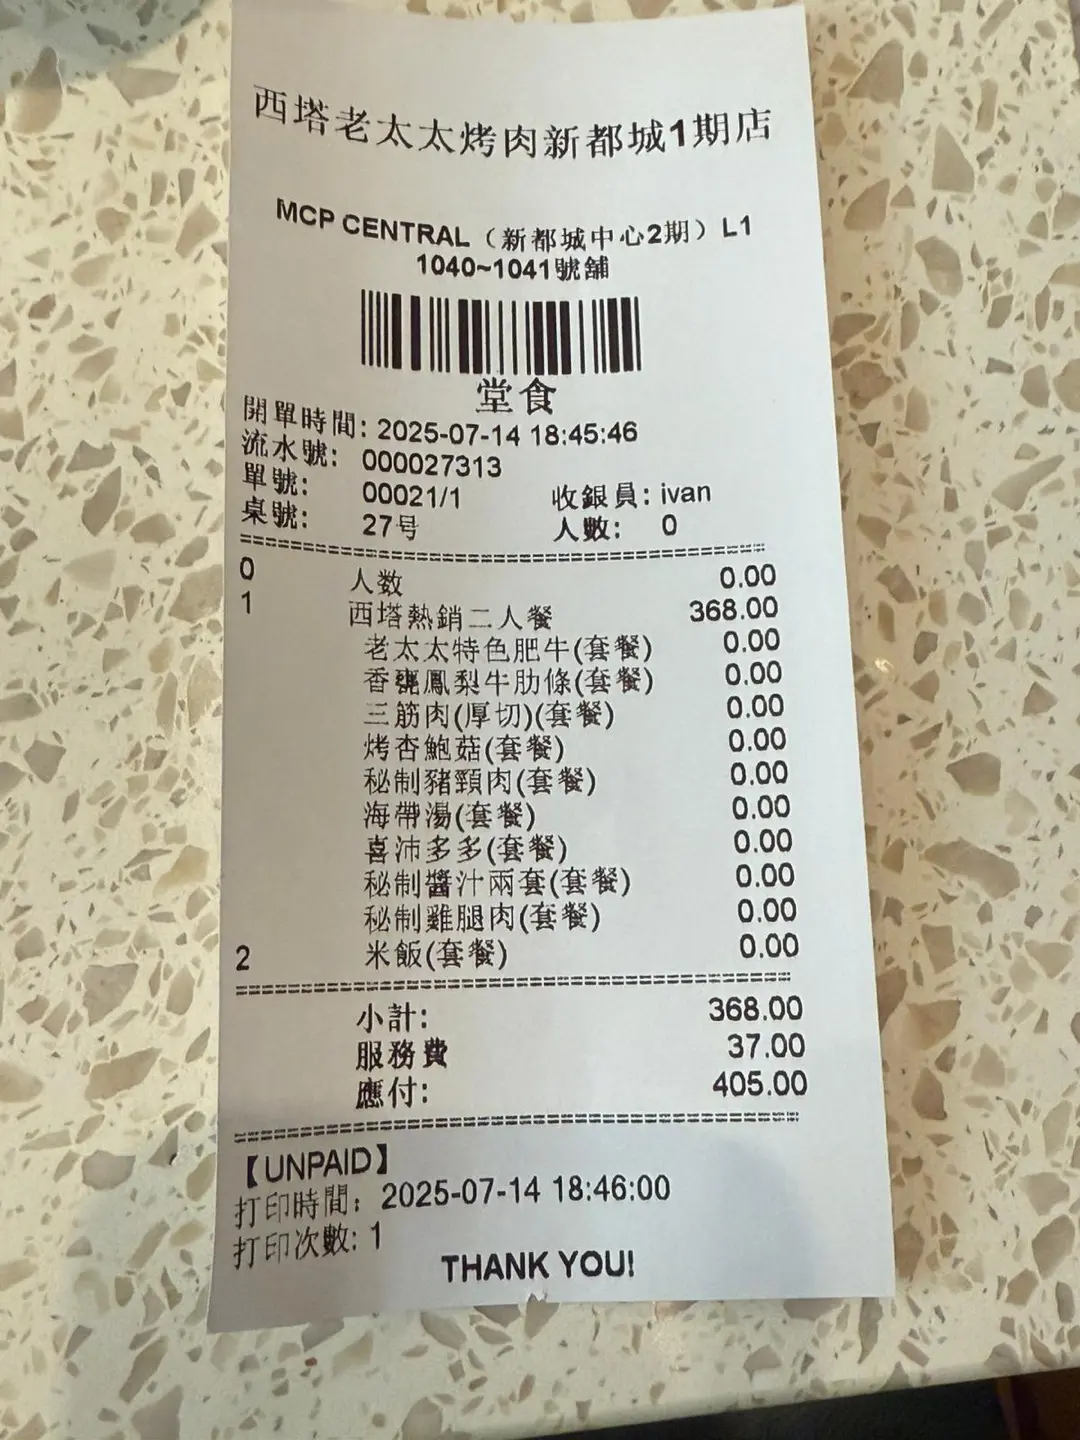 西塔老太太烤肉新都城1期店
MCP CENTRAL（新都城中心2期）L1
1040~1041號舖
堂食
開單時間: 2025-07-14 18:45:46
流水號: 000027313
單號: 00021/1 收銀員: ivan
桌號: 27号 人數: 0
0 人数 0.00
1 西塔熱銷二人餐 368.00
老太太特色肥牛(套餐) 0.00
香甕鳳梨牛肋條(套餐) 0.00
三筋肉(厚切)(套餐) 0.00
烤杏鮑菇(套餐) 0.00
秘制豬頸肉(套餐) 0.00
海帶湯(套餐) 0.00
喜沛多多(套餐) 0.00
秘制醬汁兩套(套餐) 0.00
秘制雞腿肉(套餐) 0.00
2 米飯(套餐) 0.00
小計: 368.00
服務費 37.00
應付: 405.00
【UNPAID】
打印時間: 2025-07-14 18:46:00
打印次數: 1
THANK YOU!